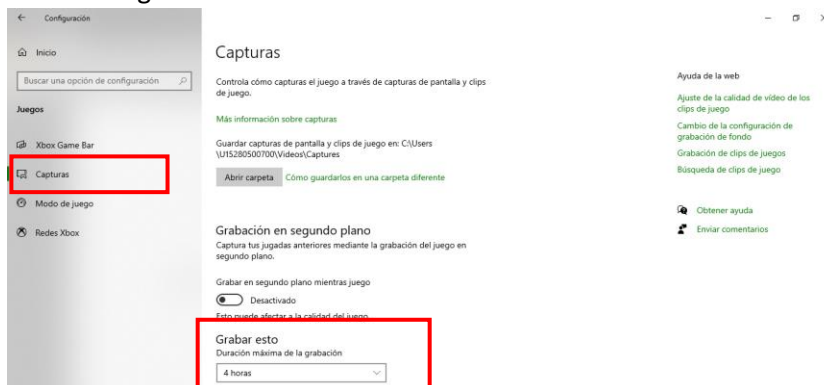 Configuración
Inicio
Buscar una opción de configuración
Juegos
Xbox Game Bar
Capturas
Modo de juego
Redes Xbox
Capturas
Controla cómo capturas el juego a través de capturas de pantalla y clips
de juego.
Más información sobre capturas
Guardar capturas de pantalla y clips de juego en: C:\Users
\U15280500700\Videos\Captures
Abrir carpeta Cómo guardarlos en una carpeta diferente
Grabación en segundo plano
Captura tus jugadas anteriores mediante la grabación del juego en
segundo plano.
Grabar en segundo plano mientras juego
Desactivado
Esto puede afectar a la calidad del juego
Grabar esto
Duración máxima de la grabación
4 horas
Ayuda de la web
Ajuste de la calidad de vídeo de los
clips de juego
Cambio de la configuración de
grabación de fondo
Grabación de clips de juegos
Búsqueda de clips de juego
Obtener ayuda
Enviar comentarios